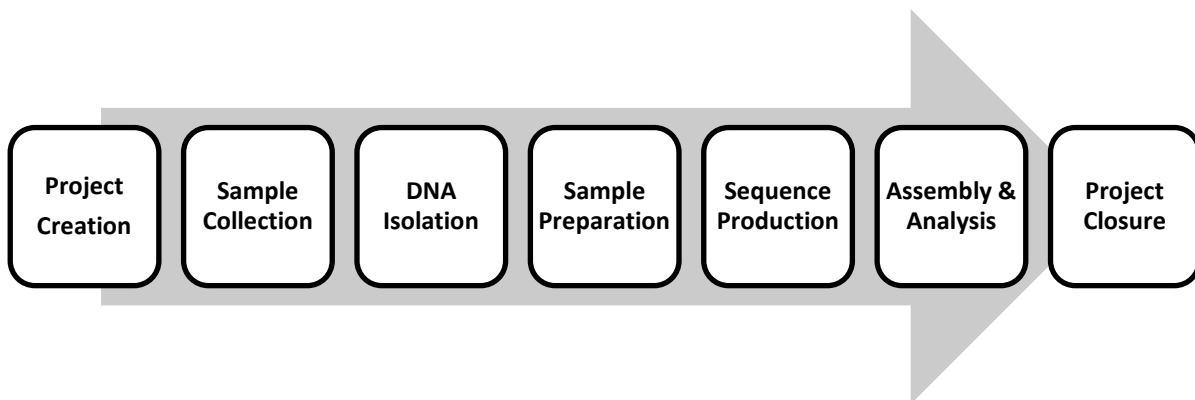 Project
Creation
Sample
Collection
DNA
Isolation
Sample
Preparation
Sequence
Production
Assembly &
Analysis
Project
Closure